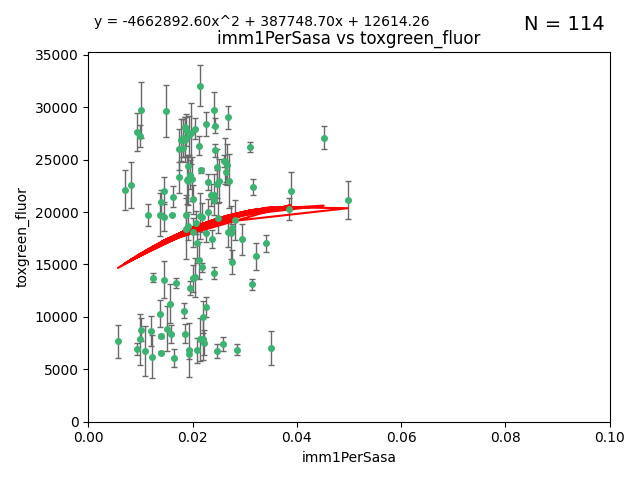 y = -4662892.60x^2 + 387748.70x + 12614.26
N = 114
imm1PerSasa vs toxgreen_fluor
35000
30000
25000
20000
15000
10000
5000
0
toxgreen_fluor
0.00 0.02 0.04 0.06 0.08 0.10
imm1PerSasa